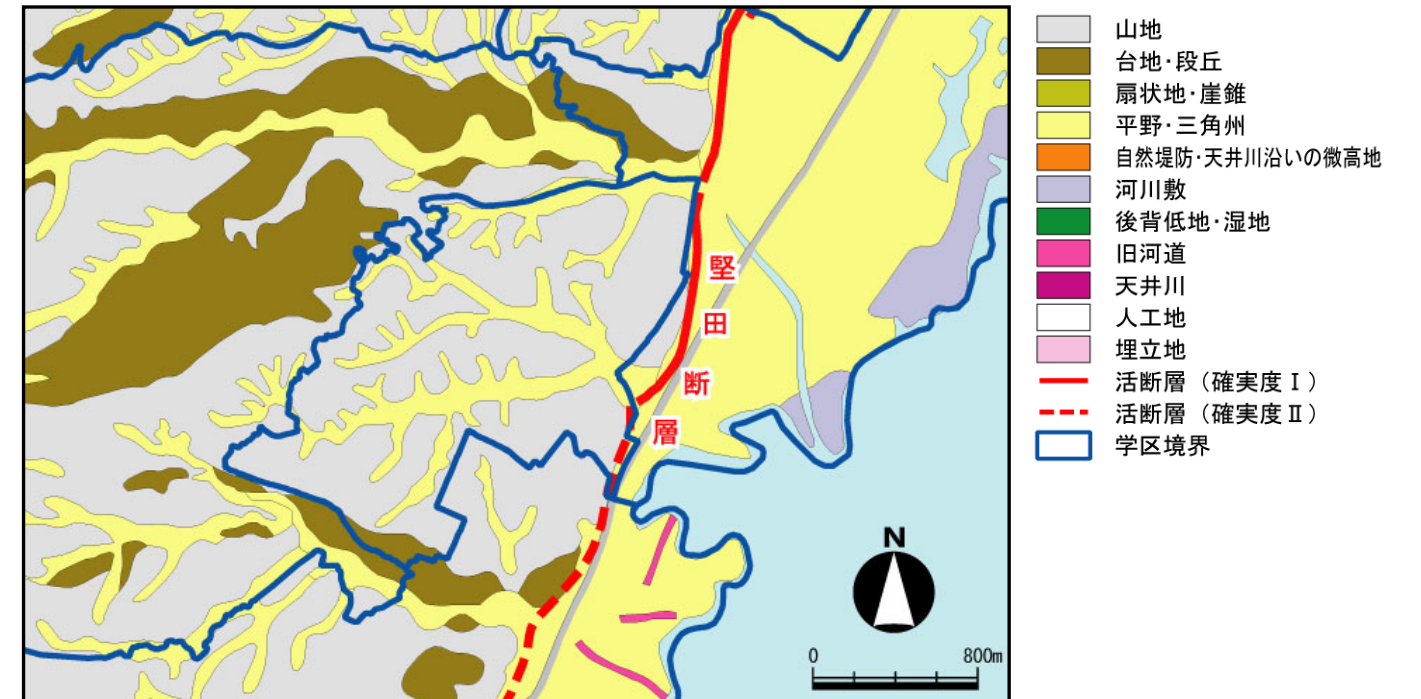 山地
台地・段丘
扇状地・崖錐
平野・三角州
自然堤防・天井川沿いの微高地
河川敷
後背低地・湿地
旧河道
天井川
人工地
埋立地
活断層（確実度Ⅰ）
活断層（確実度Ⅱ）
学区境界
堅
田
断
層
N
0 800m